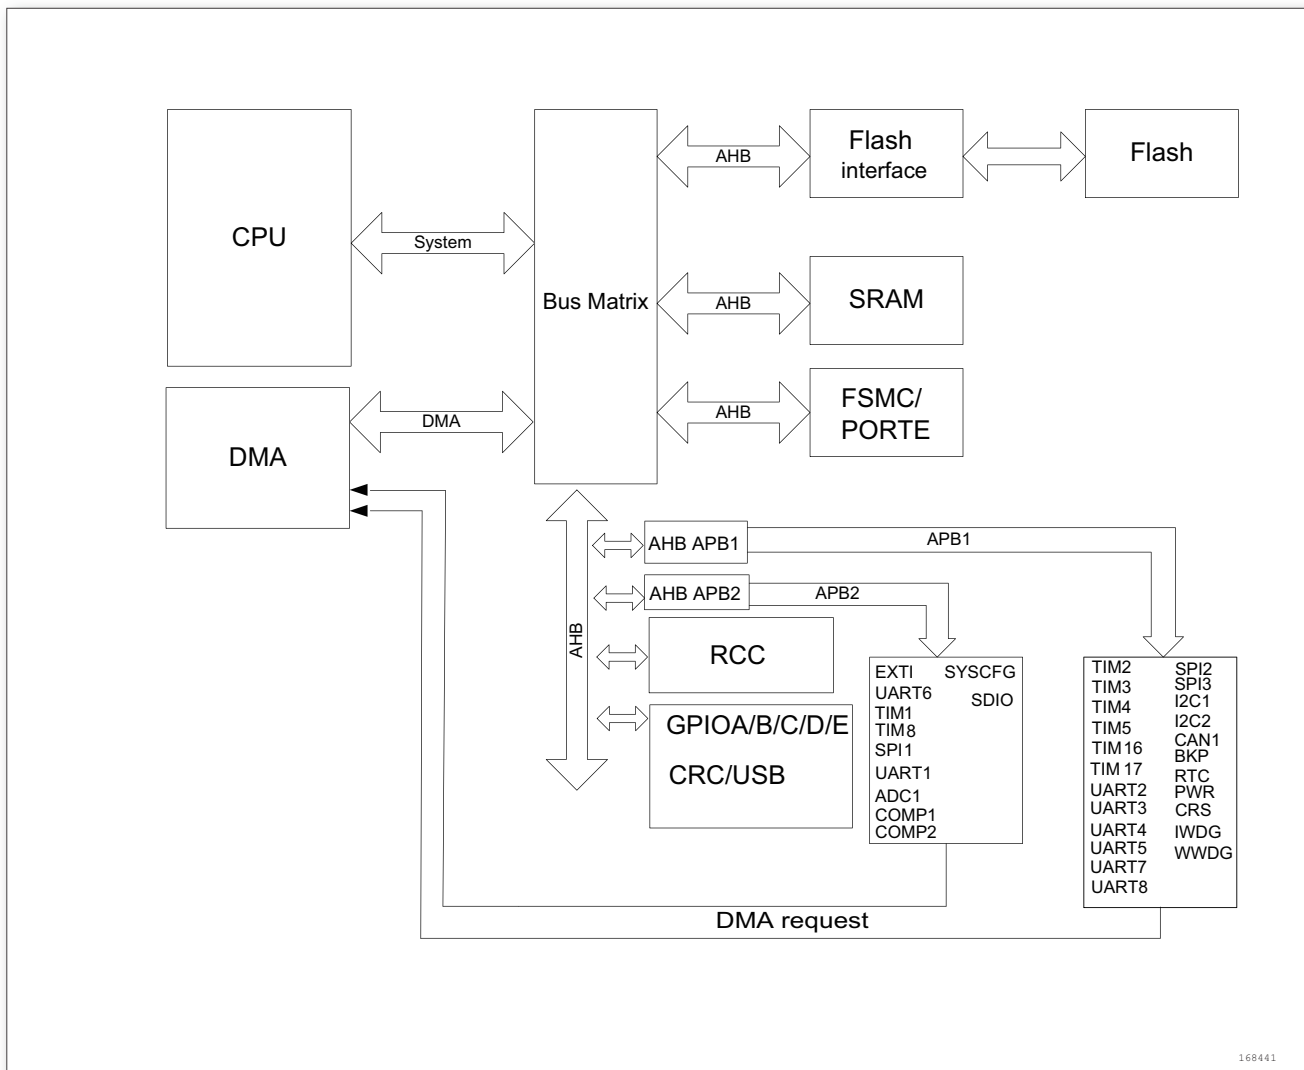 CPU
System
Bus Matrix
AHB
Flash
interface
Flash
AHB
SRAM
AHB
FSMC/
PORTE
DMA
DMA
AHB
AHB APB1
APB1
AHB APB2
APB2
RCC
GPIOA/B/C/D/E
CRC/USB
EXTI
UART6
TIM1
TIM8
SPI1
UART1
ADC1
COMP1
COMP2
SYSCFG
SDIO
TIM2
TIM3
TIM4
TIM5
TIM16
TIM 17
UART2
UART3
UART4
UART5
UART7
UART8
SPI2
SPI3
I2C1
I2C2
CAN1
BKP
RTC
PWR
CRS
IWDG
WWDG
DMA request
168441